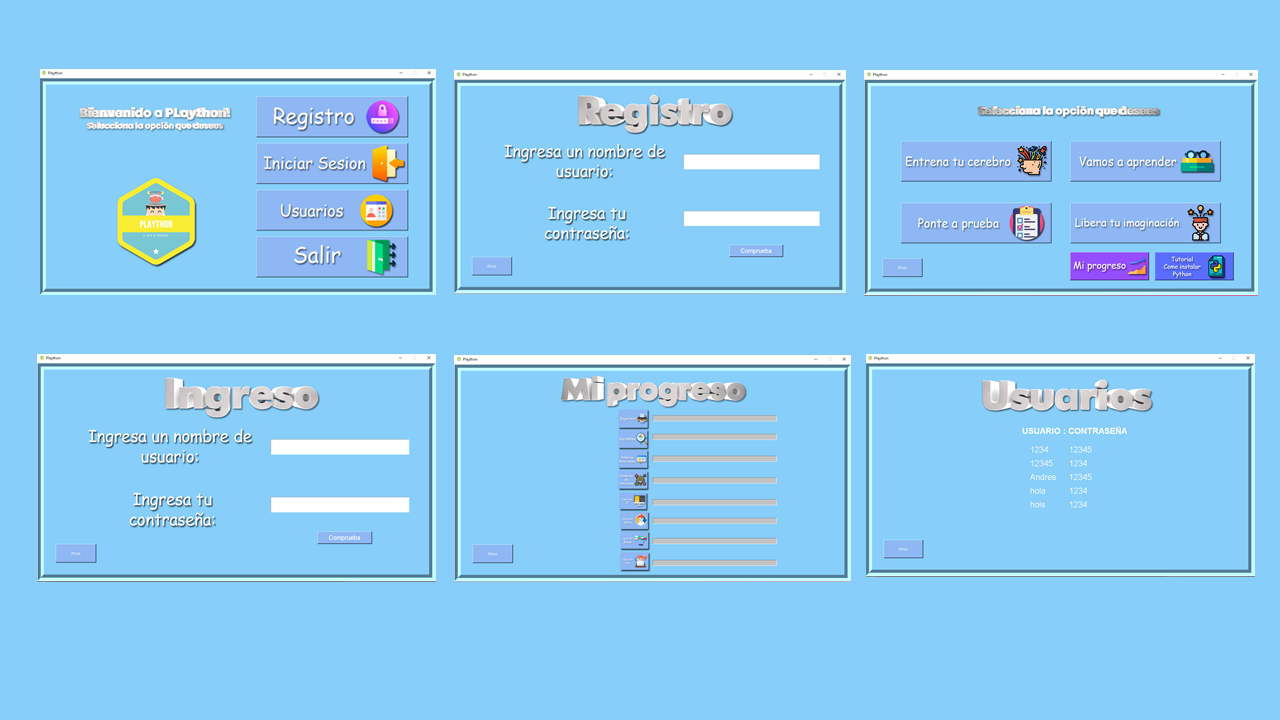 Plaython
Bienvenido a PLaython!
Selecciona la opción que desees
Registro
Iniciar Sesion
Usuarios
Salir
PLAYTHON
Plaython
Registro
Ingresa un nombre de
usuario:
Ingresa tu
contraseña:
Comprueba
Atras
Plaython
Selecciona la opción que desees
Entrena tu cerebro
Vamos a aprender
Ponte a prueba
Libera tu imaginación
Mi progreso
Tutorial
Como instalar
Python
Atras
Plaython
Ingreso
Ingresa un nombre de
usuario:
Ingresa tu
contraseña:
Comprueba
Atras
Plaython
Mi progreso
Atras
Plaython
Usuarios
USUARIO : CONTRASEÑA
1234 12345
12345 1234
Andres 12345
hola 1234
hols 1234
Atras